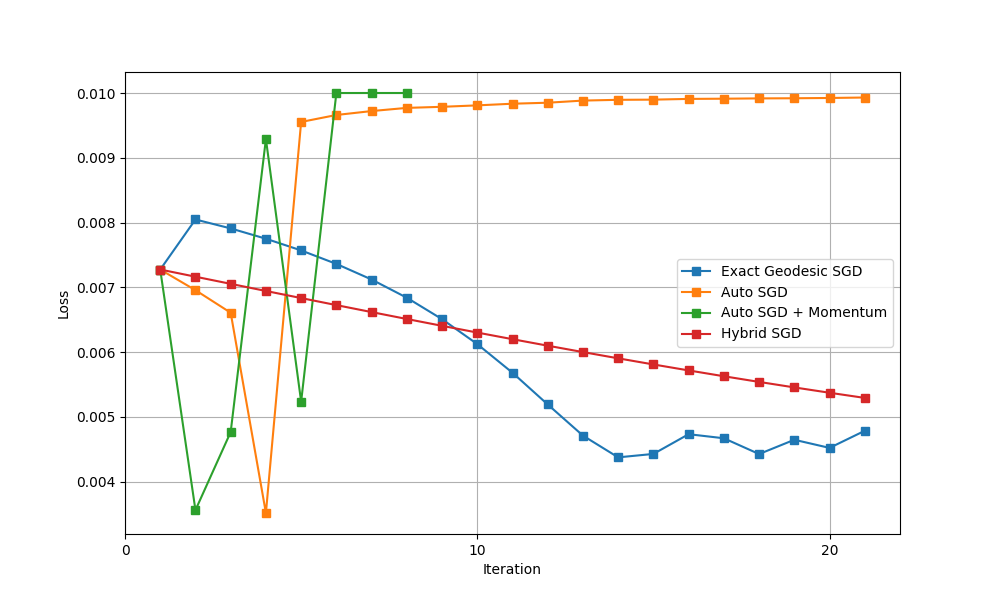 0.010
0.009
0.008
0.007
0.006
0.005
0.004
Loss
Exact Geodesic SGD
Auto SGD
Auto SGD + Momentum
Hybrid SGD
0
10
20
Iteration